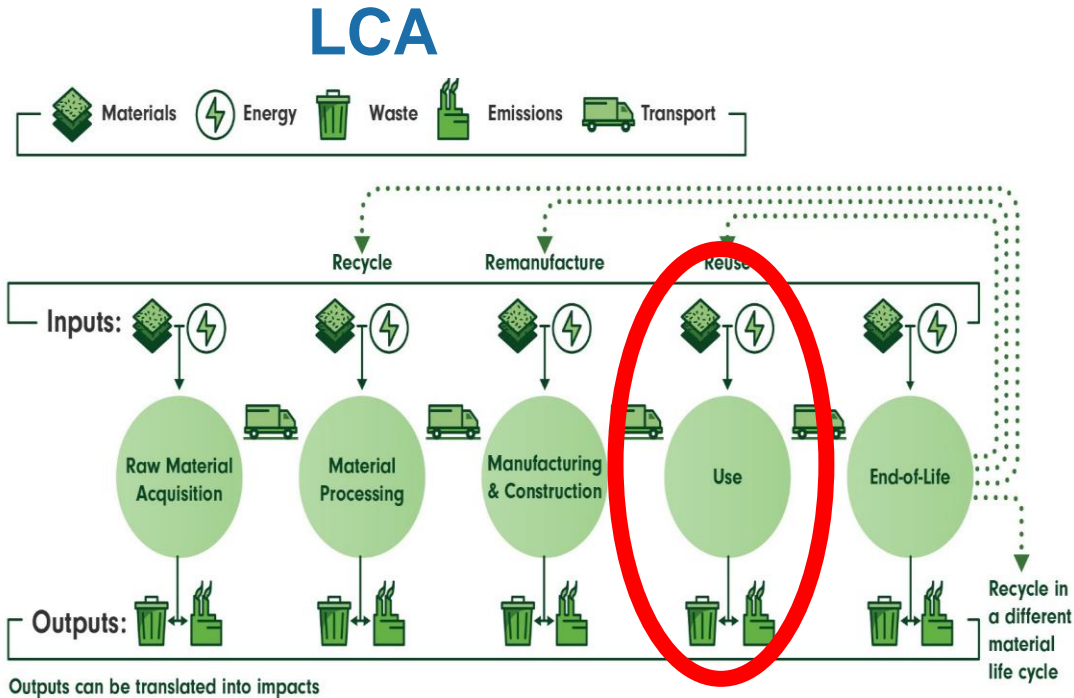 LCA
Materials Energy Waste Emissions Transport
Recycle Remanufacture Reuse
Inputs:
Raw Material
Acquisition
Material
Processing
Manufacturing
& Construction
Use
End-of-Life
Outputs:
Recycle in
a different
material
life cycle
Outputs can be translated into impacts